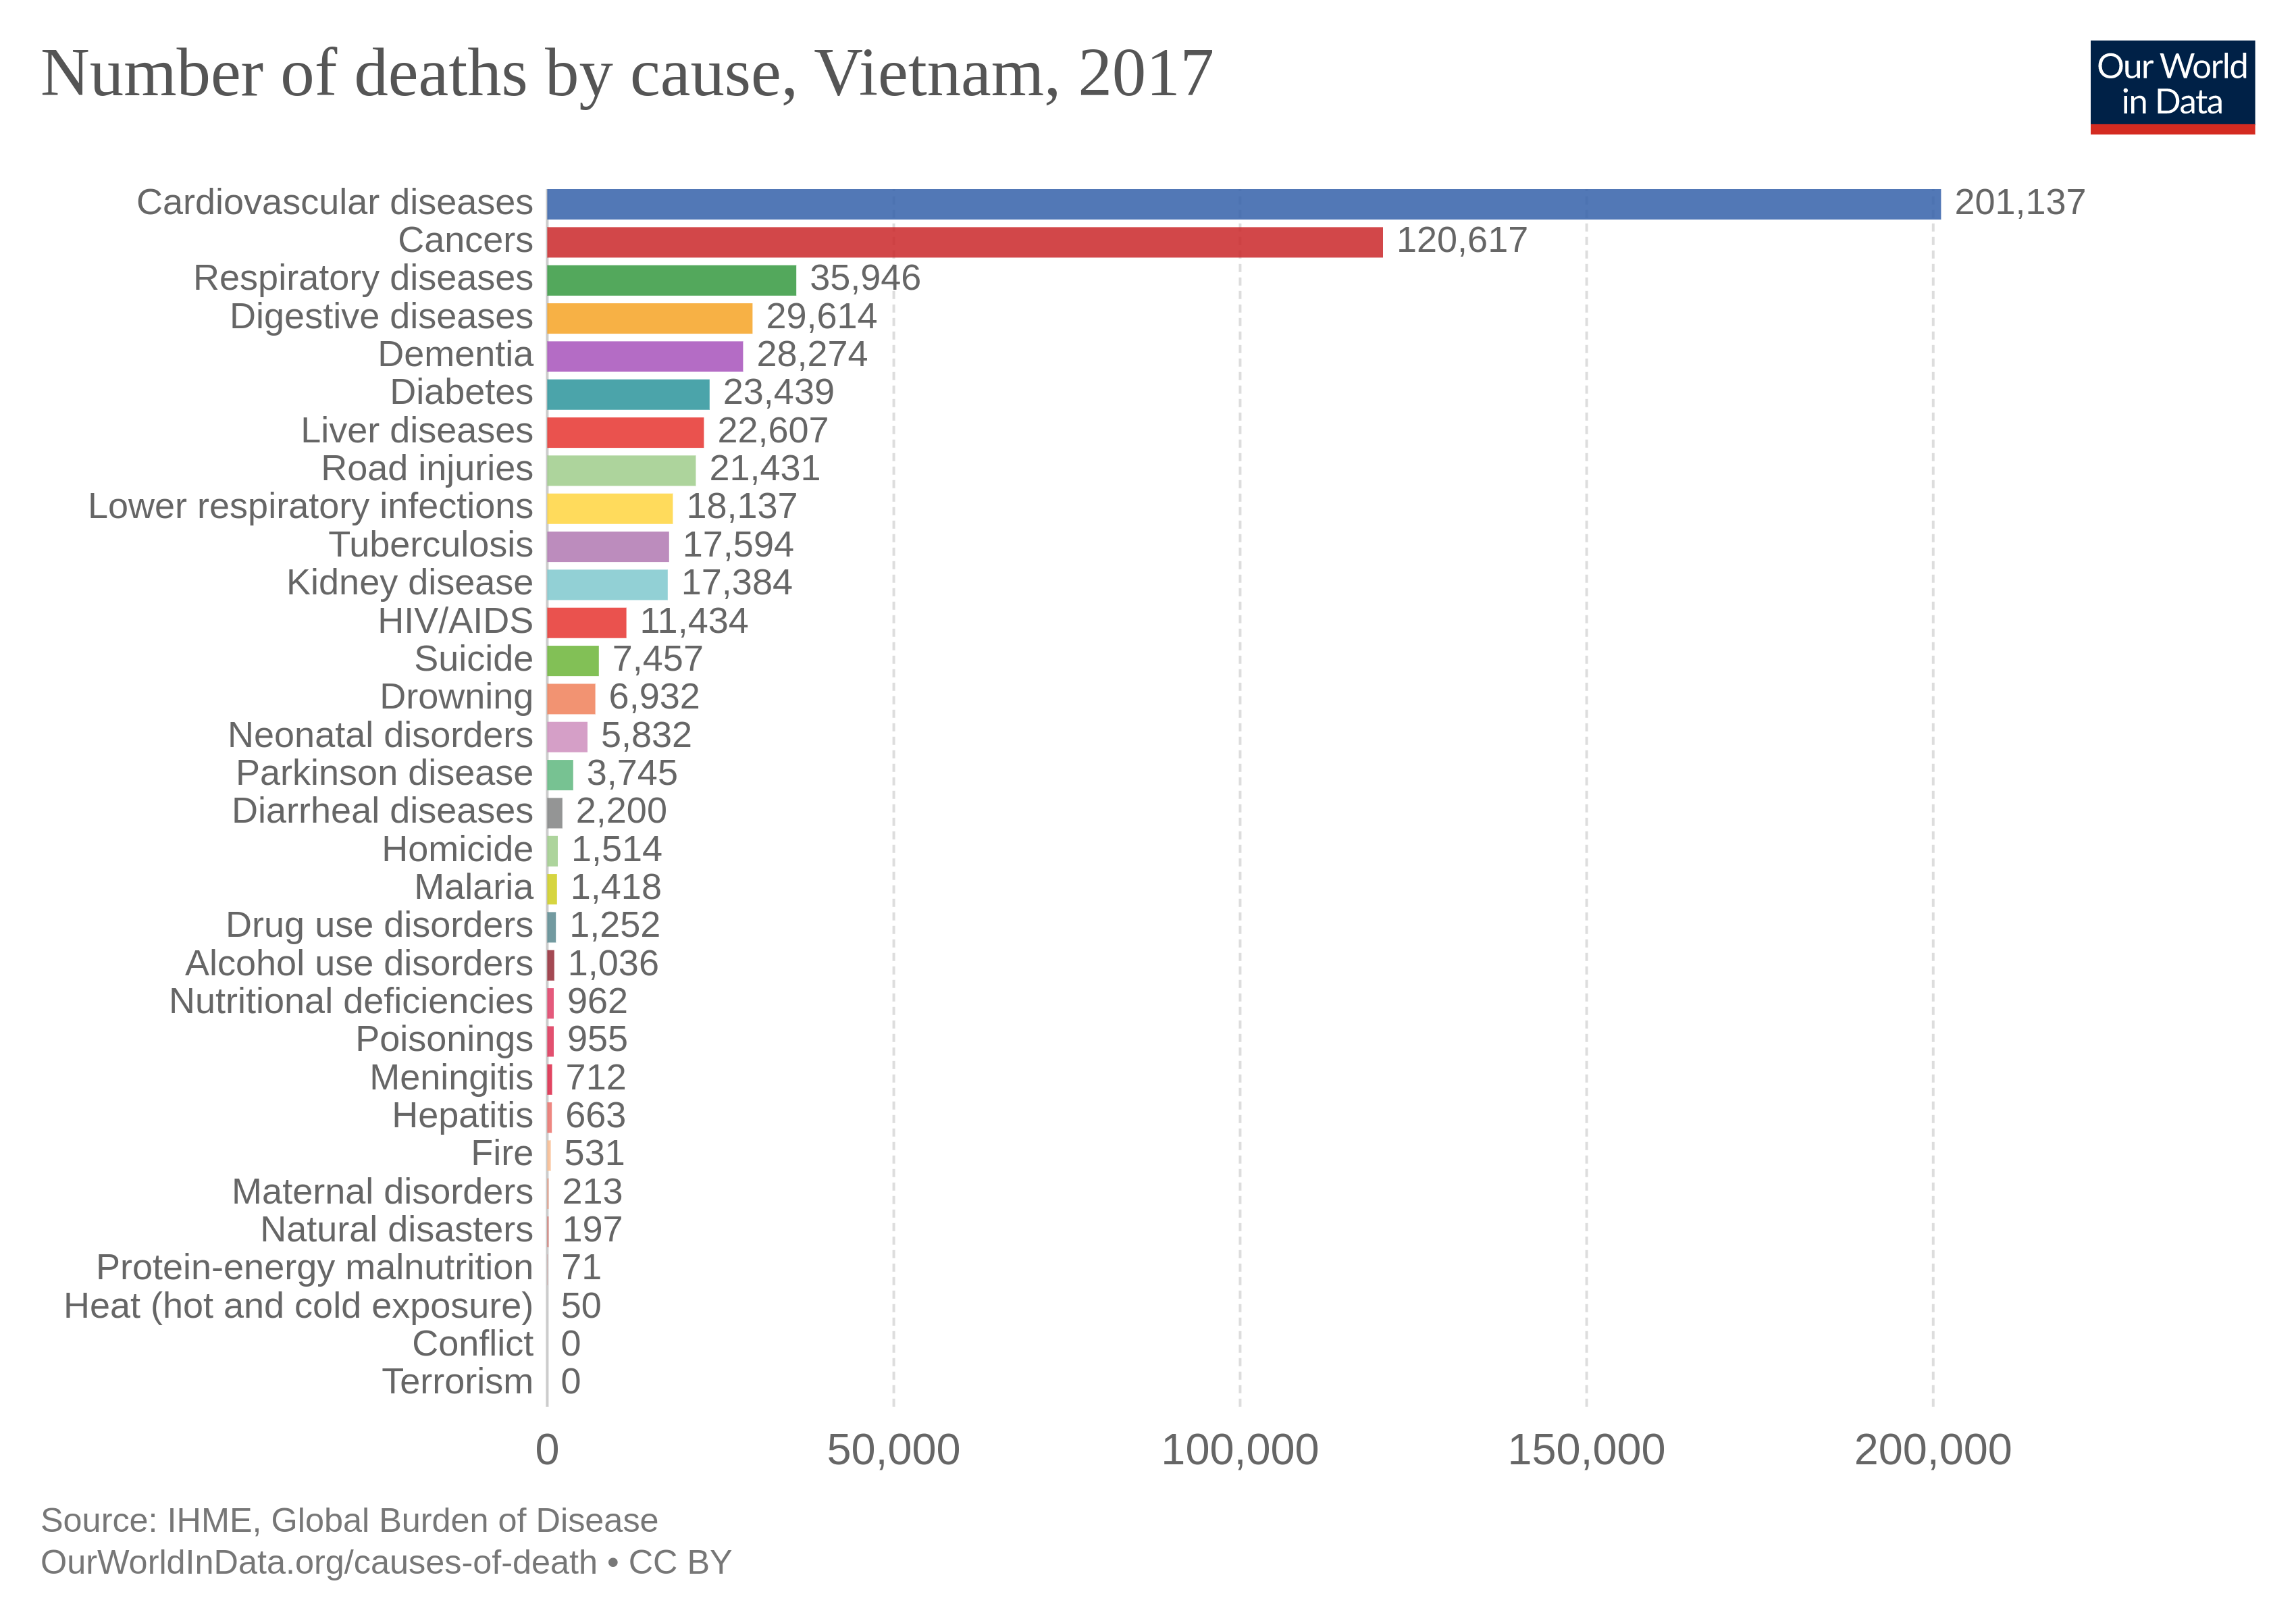 Number of deaths by cause, Vietnam, 2017
Our World
in Data
Cardiovascular diseases 201,137
Cancers 120,617
Respiratory diseases 35,946
Digestive diseases 29,614
Dementia 28,274
Diabetes 23,439
Liver diseases 22,607
Road injuries 21,431
Lower respiratory infections 18,137
Tuberculosis 17,594
Kidney disease 17,384
HIV/AIDS 11,434
Suicide 7,457
Drowning 6,932
Neonatal disorders 5,832
Parkinson disease 3,745
Diarrheal diseases 2,200
Homicide 1,514
Malaria 1,418
Drug use disorders 1,252
Alcohol use disorders 1,036
Nutritional deficiencies 962
Poisonings 955
Meningitis 712
Hepatitis 663
Fire 531
Maternal disorders 213
Natural disasters 197
Protein-energy malnutrition 71
Heat (hot and cold exposure) 50
Conflict 0
Terrorism 0
0 50,000 100,000 150,000 200,000
Source: IHME, Global Burden of Disease
OurWorldInData.org/causes-of-death • CC BY